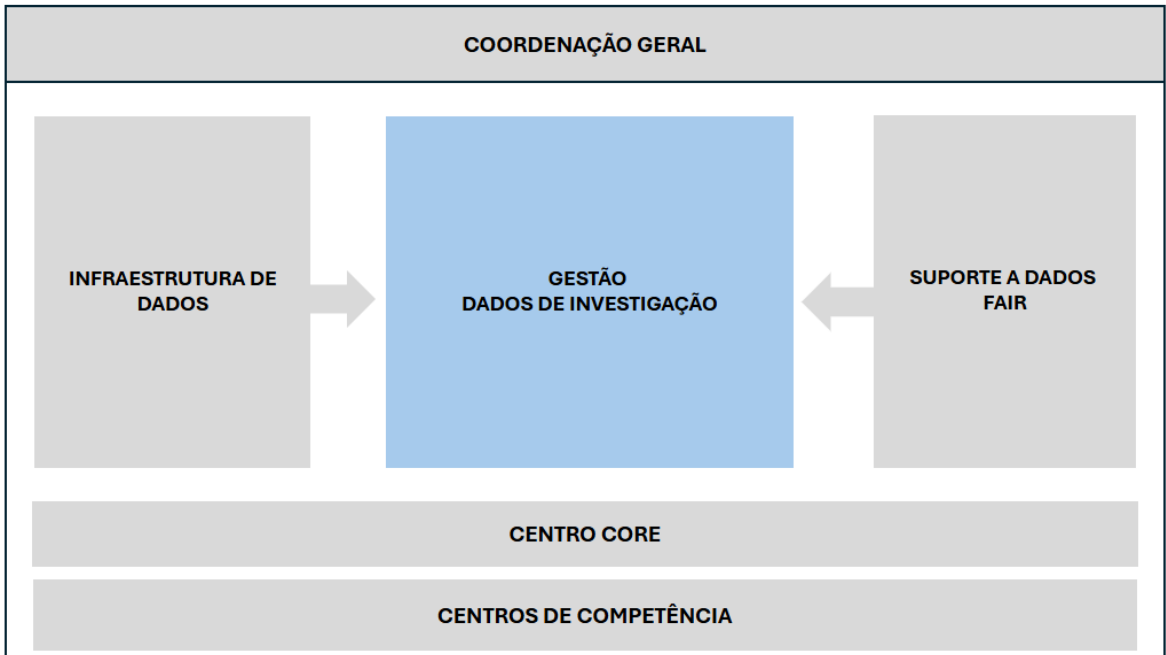 COORDENAÇÃO GERAL
INFRAESTRUTURA DE
DADOS
GESTÃO
DADOS DE INVESTIGAÇÃO
SUPORTE A DADOS
FAIR
CENTRO CORE
CENTROS DE COMPETÊNCIA